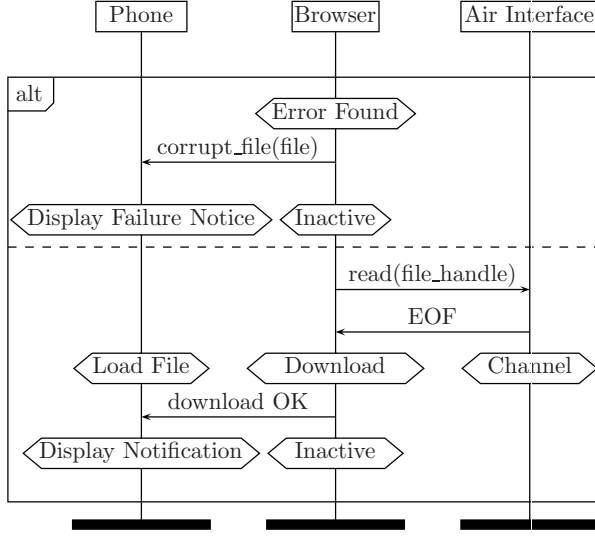 Phone Browser Air Interface
alt
Error Found
corrupt_file(file)
Display Failure Notice Inactive
read(file_handle)
EOF
Load File Download Channel
download OK
Display Notification Inactive